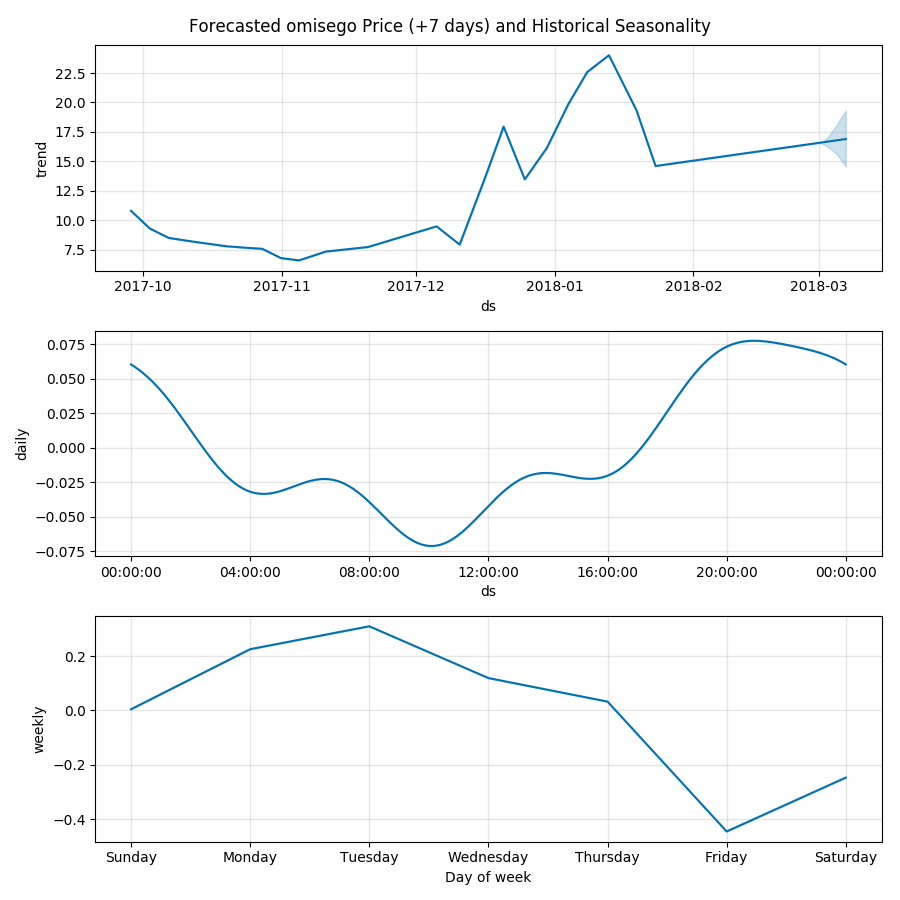 Forecasted omisego Price (+7 days) and Historical Seasonality
22.5
20.0
17.5
15.0
12.5
10.0
7.5
trend
2017-10 2017-11 2017-12 2018-01 2018-02 2018-03
ds
0.075
0.050
0.025
0.000
−0.025
−0.050
−0.075
daily
00:00:00 04:00:00 08:00:00 12:00:00 16:00:00 20:00:00 00:00:00
ds
0.2
0.0
−0.2
−0.4
weekly
Sunday Monday Tuesday Wednesday Thursday Friday Saturday
Day of week